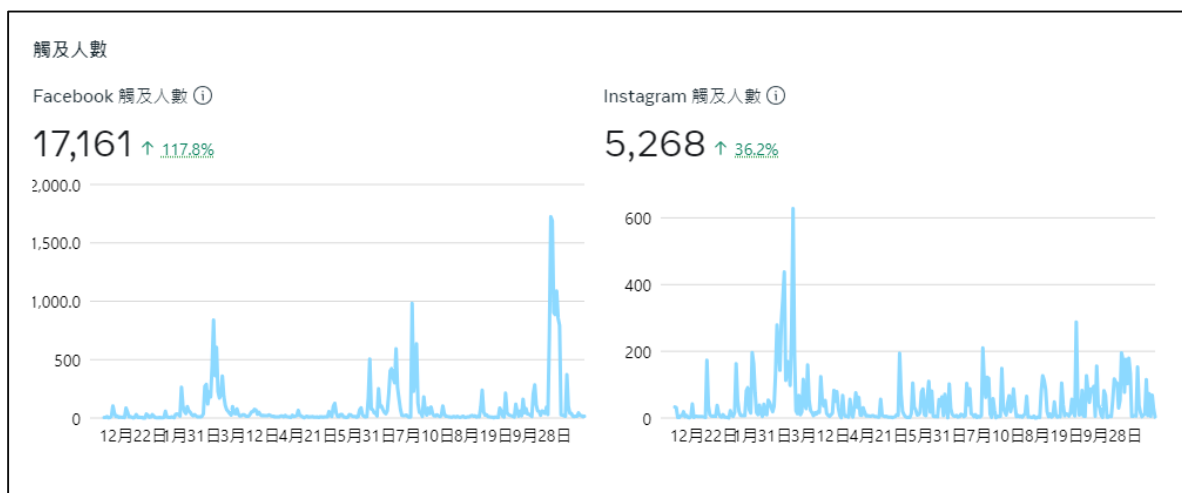 觸及人數
Facebook 觸及人數
17,161 ↑ 117.8%
2,000.0
1,500.0
1,000.0
500
0
12月22日1月31日3月12日4月21日5月31日7月10日8月19日9月28日
Instagram 觸及人數
5,268 ↑ 36.2%
600
400
200
0
12月22日1月31日3月12日4月21日5月31日7月10日8月19日9月28日